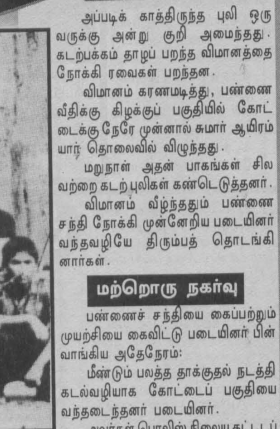 அப்படிக் காத்திருந்த புலி ஒரு
வருக்கு அன்று குறி அமைந்தது.
கடற்பக்கம் தாழப் பறந்த விமானத்தை
நோக்கி ரவைகள் பறந்தன.
விமானம் கரணமடித்து, பண்ணை
வீதிக்கு கிழக்குப் பகுதியில் கோட்
டைக்கு நேரே முன்னால் சுமார் ஆயிரம்
யார் தொலைவில் விழுந்தது.
மறுநாள் அதன் பாகங்கள் சில
வற்றை கடற்புலிகள் கண்டெடுத்தனர்.
விமானம் வீழ்ந்ததும் பண்ணை
சந்தி நோக்கி முன்னேறிய படையினர்
வந்தவழியே திரும்பத் தொடங்கி
னார்கள்.
மற்றொரு நகர்வு
பண்ணைச் சந்தியை கைப்பற்றும்
முயற்சியை கைவிட்டு படையினர் பின்
வாங்கிய அதேநேரம்:
மீண்டும் பலத்த தாக்குதல் நடத்தி
கடல்வழியாக கோட்டைப் பகுதியை
வந்தடைந்தனர் படையினர்.